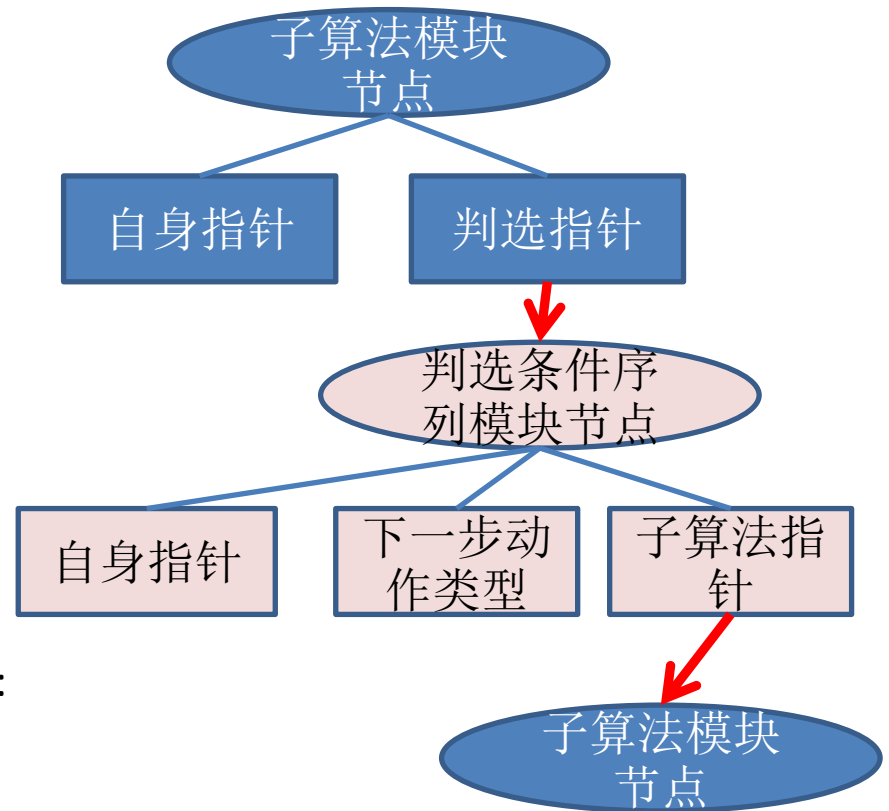 子算法模块
节点
自身指针
判选指针
判选条件序
列模块节点
自身指针
下一步动
作类型
子算法指
针
:
子算法模块
节点